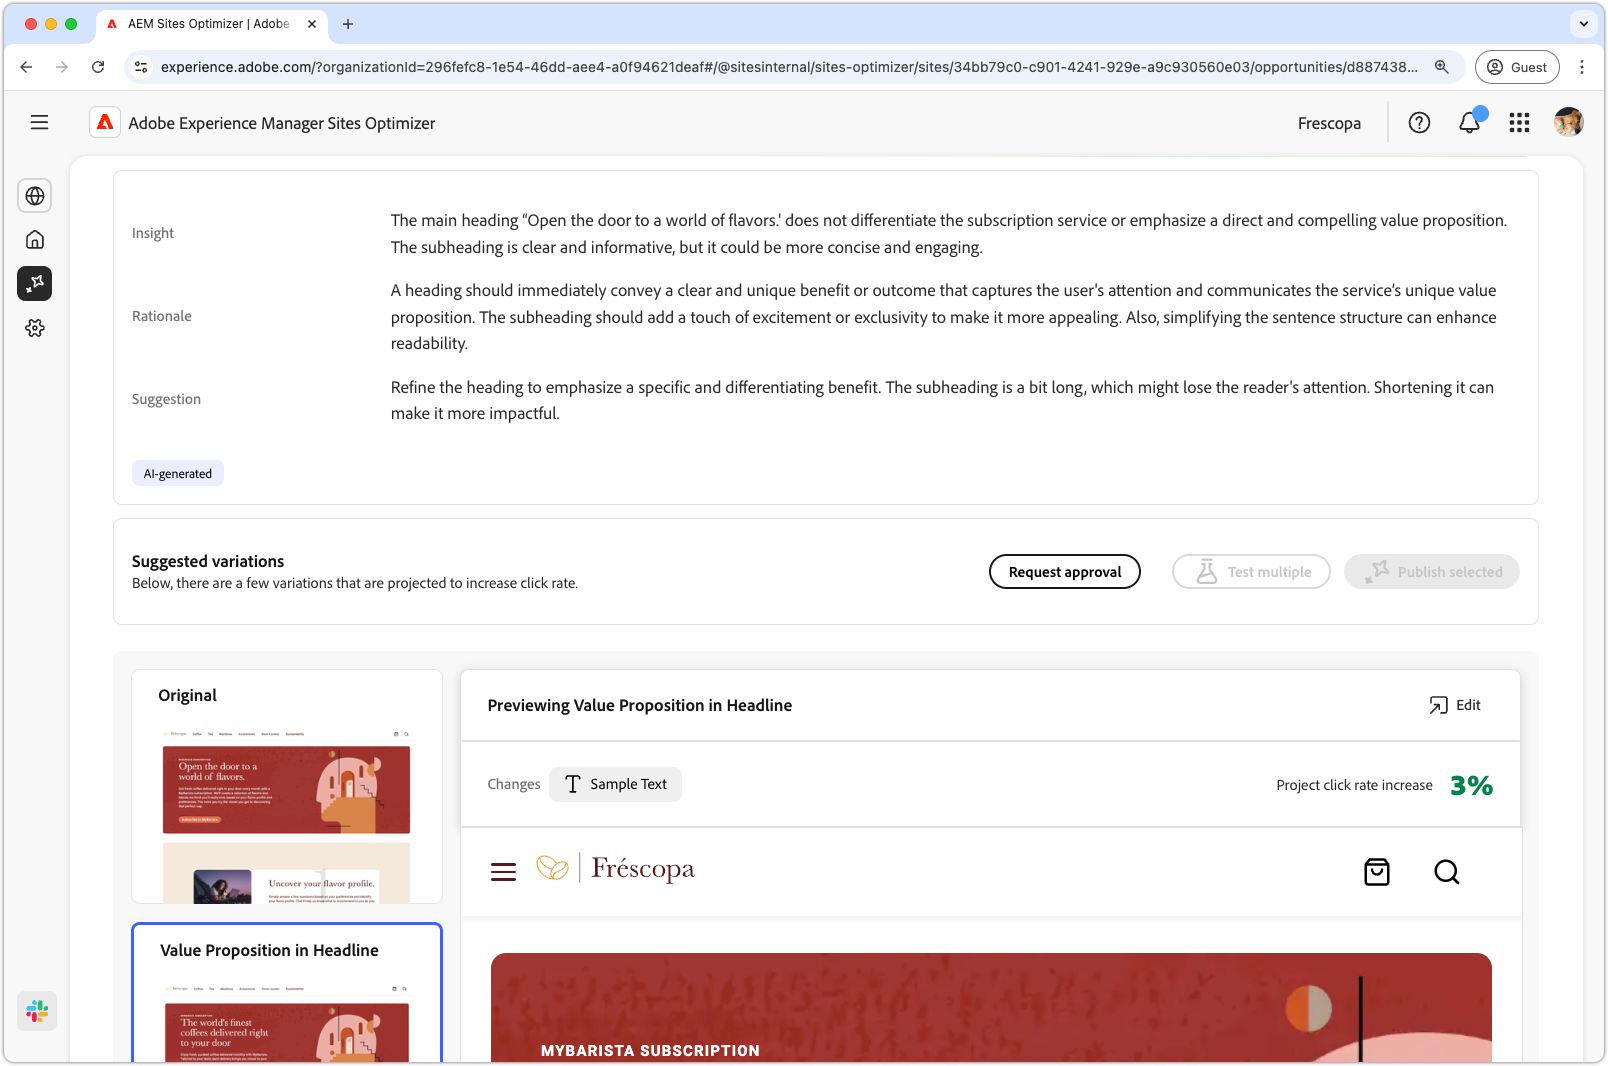 AEM Sites Optimizer | Adobe
experience.adobe.com/?organizationId=296fefc8-1e54-46dd-aee4-a0f94621deaf#/@sitesinternal/sites-optimizer/sites/34bb79c0-c901-4241-929e-a9c930560e03/opportunities/d887438...
Guest
Adobe Experience Manager Sites Optimizer
Frescopa
Insight
The main heading “Open the door to a world of flavors.' does not differentiate the subscription service or emphasize a direct and compelling value proposition.
The subheading is clear and informative, but it could be more concise and engaging.
Rationale
A heading should immediately convey a clear and unique benefit or outcome that captures the user's attention and communicates the service’s unique value
proposition. The subheading should add a touch of excitement or exclusivity to make it more appealing. Also, simplifying the sentence structure can enhance
readability.
Suggestion
Refine the heading to emphasize a specific and differentiating benefit. The subheading is a bit long, which might lose the reader's attention. Shortening it can
make it more impactful.
AI-generated
Suggested variations
Below, there are a few variations that are projected to increase click rate.
Request approval
Test multiple
Publish selected
Original
Open the door to a
world of flavors.
Uncover your flavor profile.
Value Proposition in Headline
The world's finest
coffees delivered right
to your door
Previewing Value Proposition in Headline
Edit
Changes
Sample Text
Project click rate increase 3%
Fréscopa
MYBARISTA SUBSCRIPTION